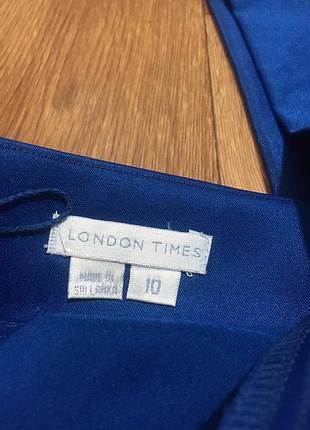 LONDON TIMES
MADE IN
SRI LANKA
10